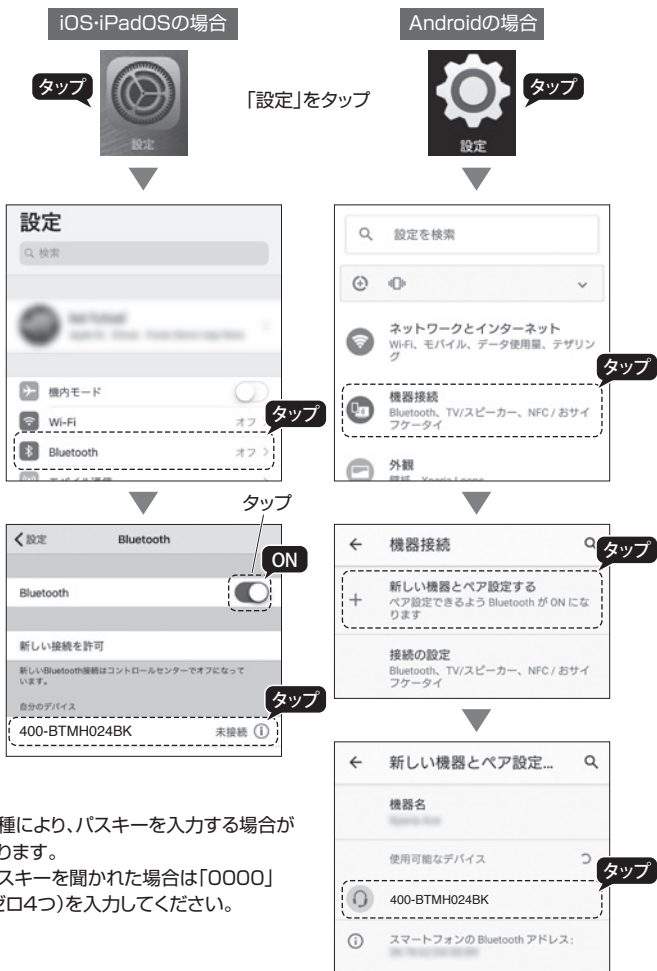 iOS・iPadOSの場合
タップ
設定
「設定」をタップ
Androidの場合
タップ
設定
設定
検索
機内モード
Wi-Fi
オフ
タップ
Bluetooth
オフ
タップ
設定
Bluetooth
ON
Bluetooth
新しい接続を許可
新しいBluetooth接続はコントロールセンターでオフになって
います。
自分のデバイス
タップ
400-BTMH024BK
未接続
種により、パスキーを入力する場合が
ります。
スキーを聞かれた場合は「0000」
ゼロ4つ)を入力してください。
設定を検索
ネットワークとインターネット
Wi-Fi、モバイル、データ使用量、テザリン
グ
タップ
機器接続
Bluetooth、TV/スピーカー、NFC / おサイ
フケータイ
外観
機器接続
タップ
新しい機器とペア設定する
ペア設定できるよう Bluetooth が ON にな
ります
接続の設定
Bluetooth、TV/スピーカー、NFC / おサイ
フケータイ
新しい機器とペア設定...
機器名
使用可能なデバイス
タップ
400-BTMH024BK
スマートフォンの Bluetooth アドレス: